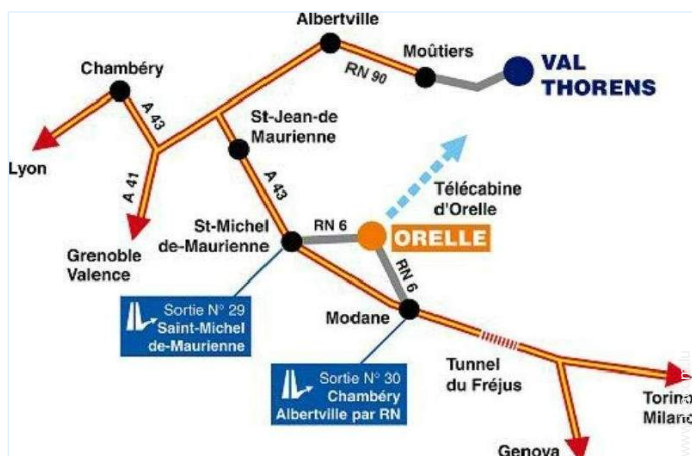 Albertville
Moûtiers
RN 90
VAL
THORENS
Chambéry
A 43
St-Jean-de
Maurienne
Lyon
A 41
A 43
Télécabine
d'Orelle
St-Michel
de-Maurienne
RN 6
ORELLE
Grenoble
Valence
RN 6
Sortie N° 29
Saint-Michel
de-Maurienne
Modane
Sortie N° 30
Chambéry
Albertville par RN
Tunnel
du Fréjus
Torino
Milano
Genova